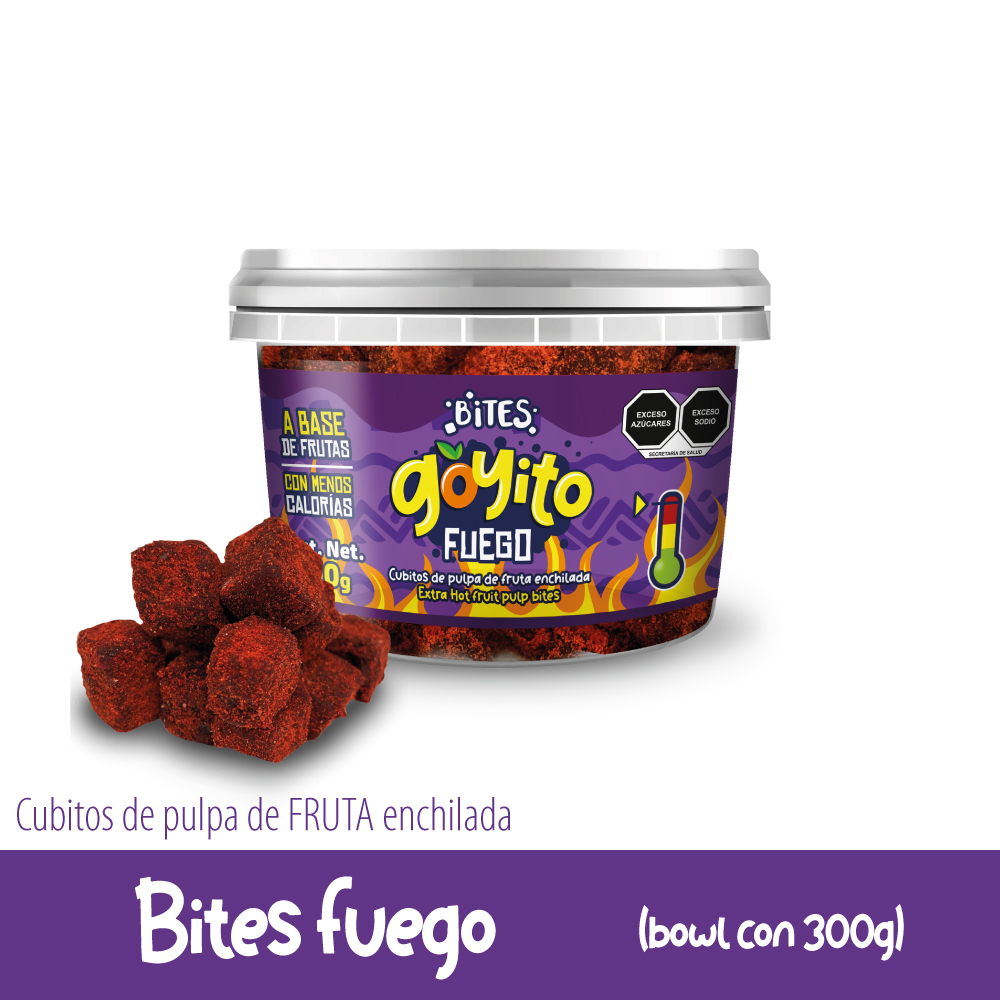 BiTES
A BASE
DE FRUTAS
CON MENOS
CALORÍAS
EXCESO
AZÚCARES
EXCESO
SODIO
SECRETARÍA DE SALUD
goyito
FUEGO
Cubitos de pulpa de fruta enchilada
Extra Hot fruit pulp bites
Net.
0g
Cubitos de pulpa de FRUTA enchilada
Bites fuego
(bowl con 300g)